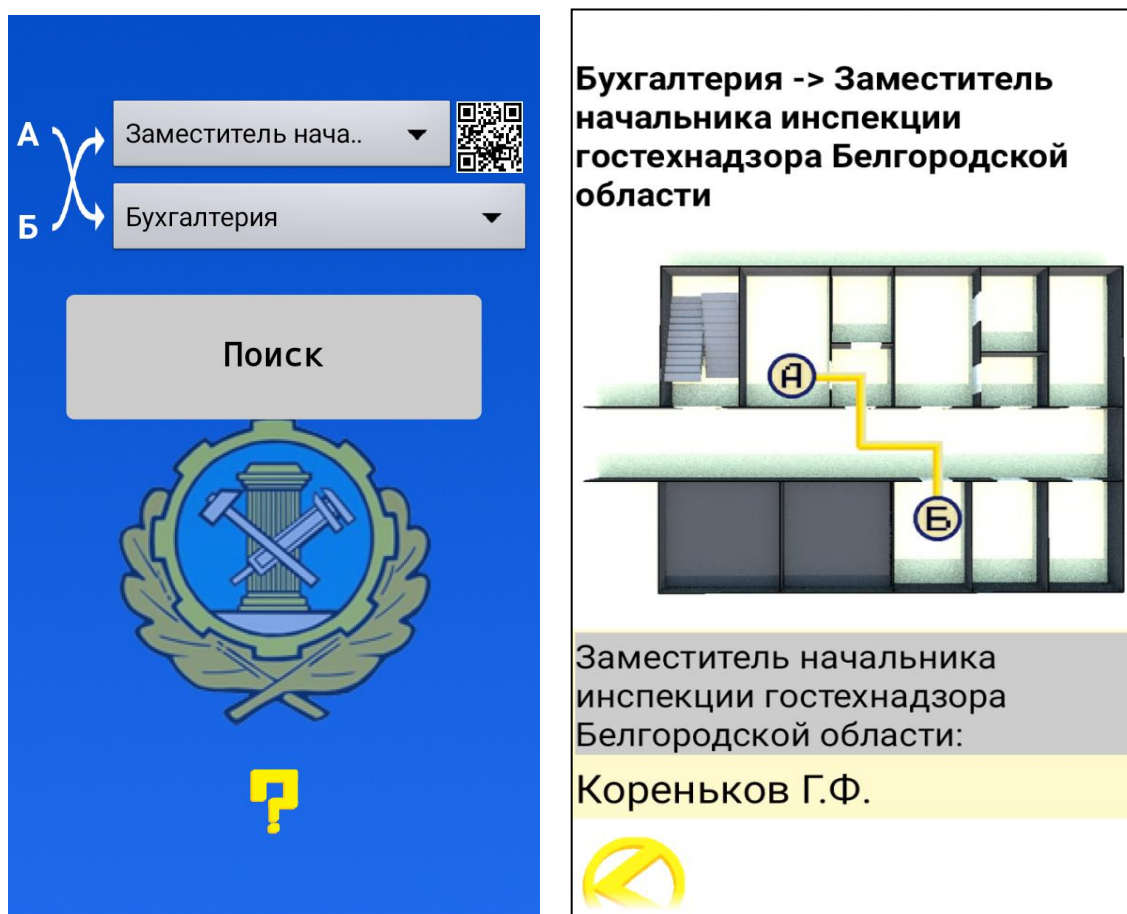 А
Заместитель нача..
Б
Бухгалтерия
Поиск
?
Бухгалтерия -> Заместитель
начальника инспекции
гостехнадзора Белгородской
области
А
Б
Заместитель начальника
инспекции гостехнадзора
Белгородской области:
Кореньков Г.Ф.